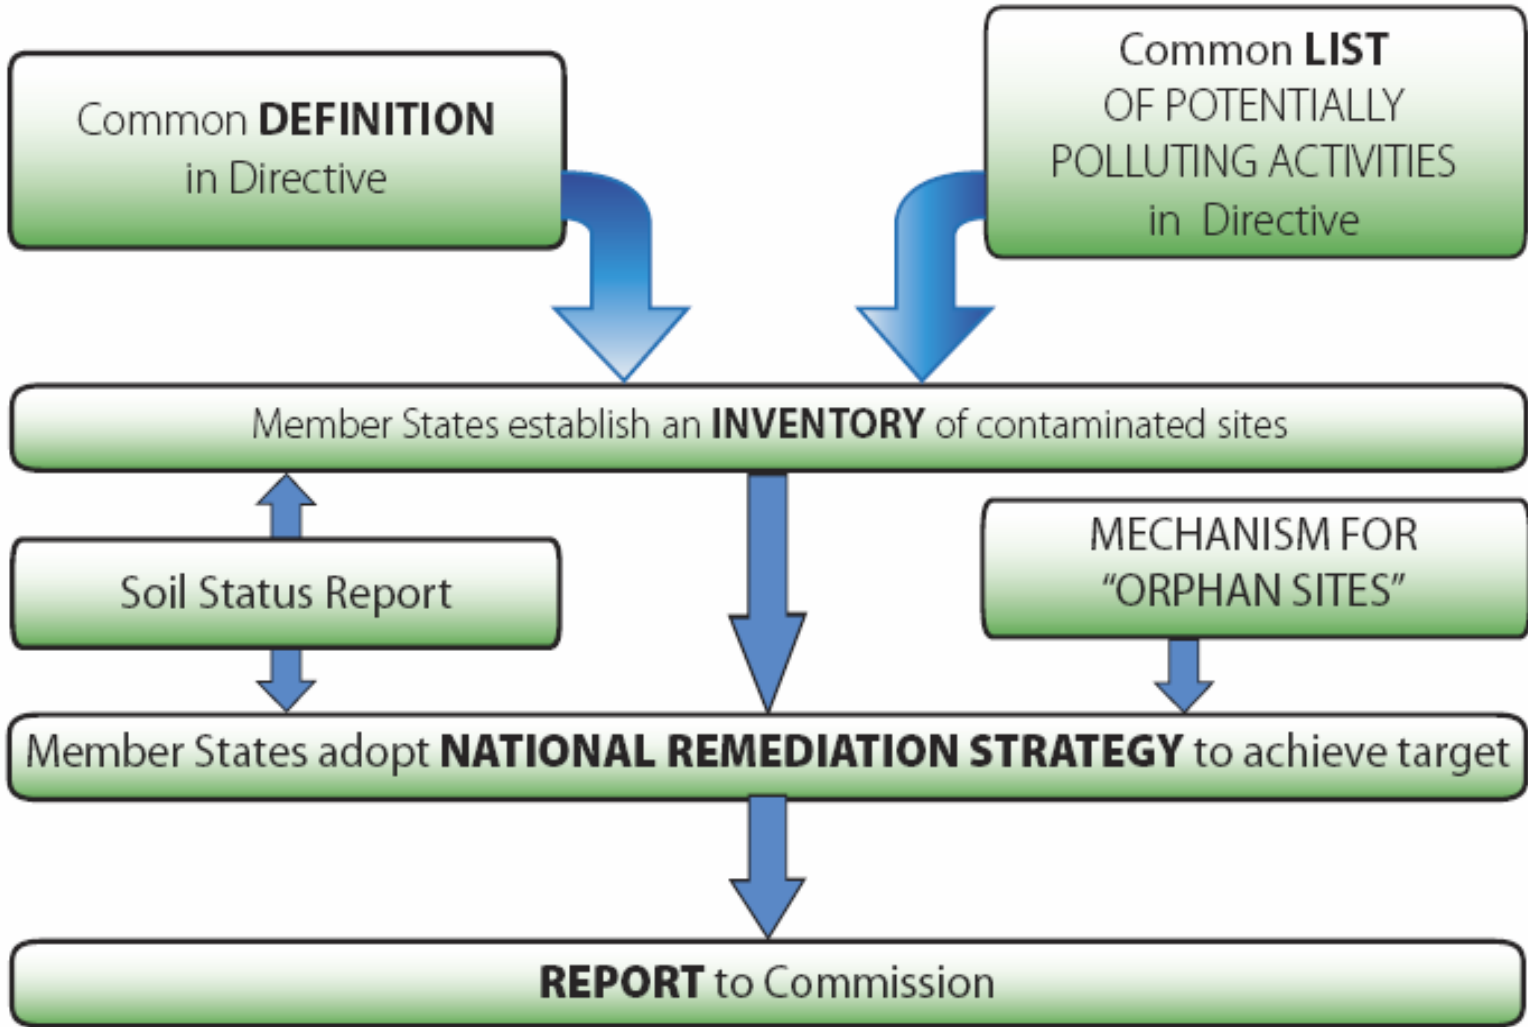 Common DEFINITION
in Directive
Common LIST
OF POTENTIALLY
POLLUTING ACTIVITIES
in Directive
Member States establish an INVENTORY of contaminated sites
Soil Status Report
MECHANISM FOR
“ORPHAN SITES”
Member States adopt NATIONAL REMEDIATION STRATEGY to achieve target
REPORT to Commission